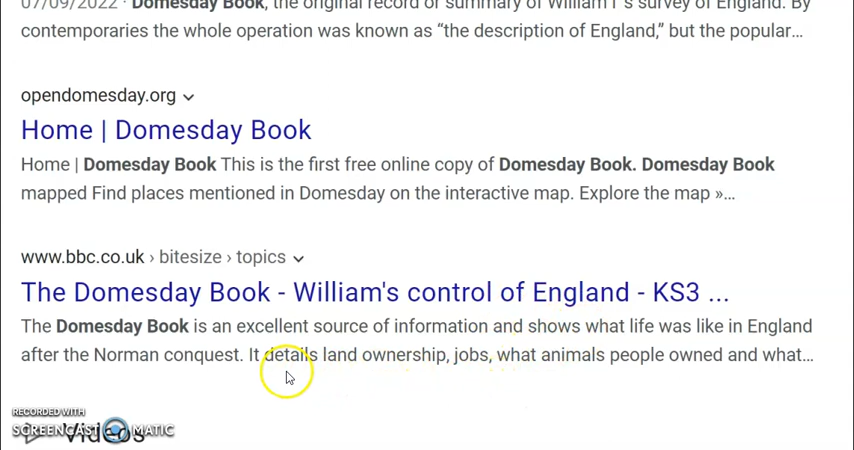 07/09/2022 · Domesday Book, the original record or summary of William I's survey of England. By
contemporaries the whole operation was known as “the description of England,” but the popular...
opendomesday.org
Home | Domesday Book
Home | Domesday Book This is the first free online copy of Domesday Book. Domesday Book
mapped Find places mentioned in Domesday on the interactive map. Explore the map »...
www.bbc.co.uk › bitesize › topics
The Domesday Book - William's control of England - KS3 ...
The Domesday Book is an excellent source of information and shows what life was like in England
after the Norman conquest. It details land ownership, jobs, what animals people owned and what...
RECORDED WITH
SCREENCAST MATIC
Videos